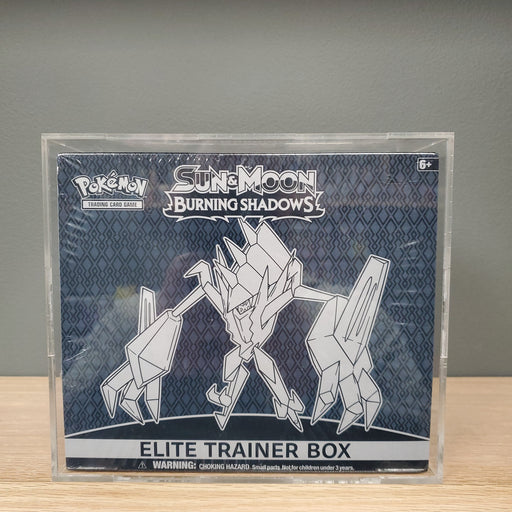 Pokémon
TRADING CARD GAME
SUN & MOON
BURNING SHADOWS
6+
ELITE TRAINER BOX
WARNING: CHOKING HAZARD. Small parts. Not for children under 3 years.